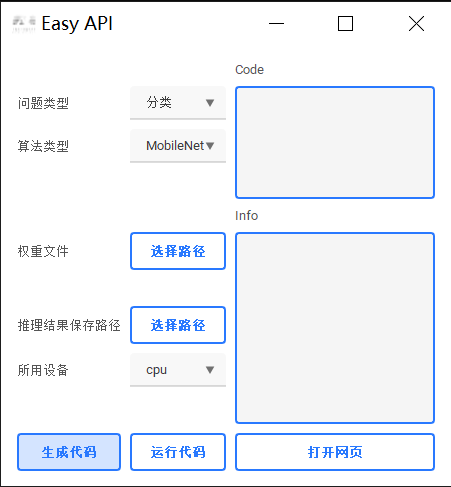 Easy API
Code
问题类型
分类
算法类型
MobileNet
Info
权重文件
选择路径
推理结果保存路径
选择路径
所用设备
cpu
生成代码
运行代码
打开网页